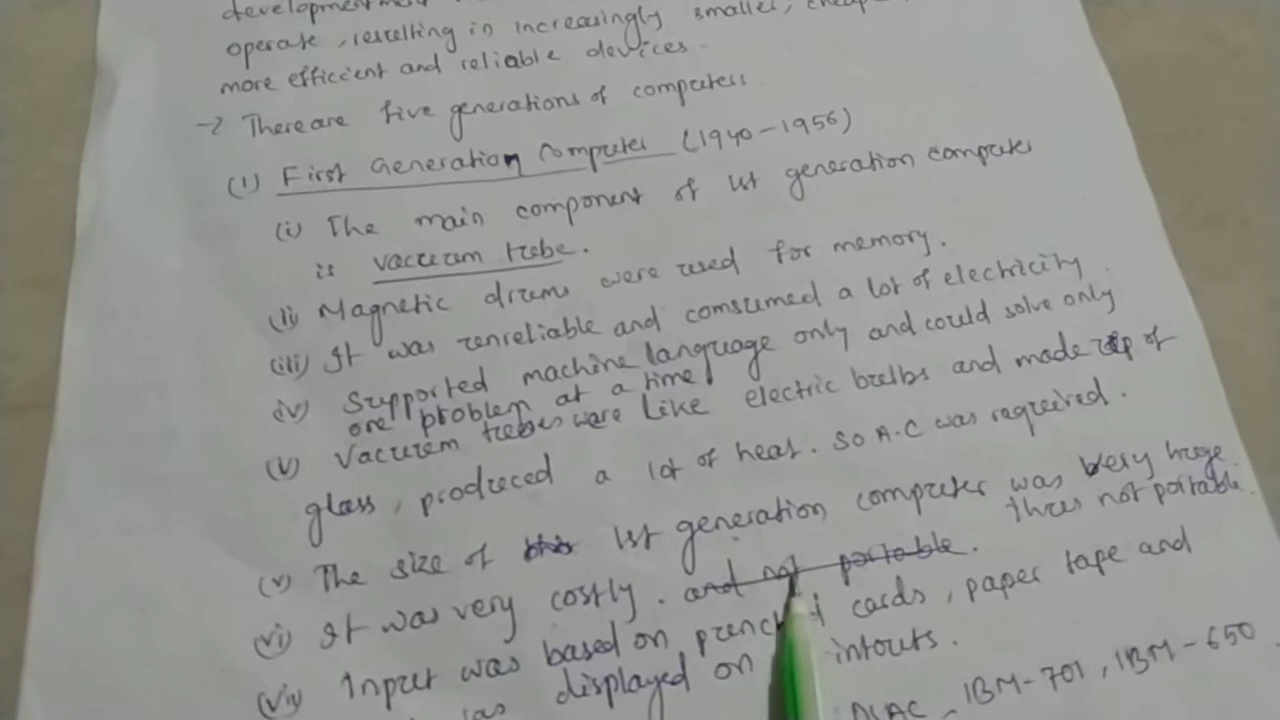 operate, resulting in increasingly smaller,
more efficient and reliable devices.
→ There are five generations of computers
(1) First Generation Computer (1940-1956)
(i) The main component of 1st generation computer
is vacuum tube.
(ii) Magnetic drums were used for memory.
(iii) It was unreliable and comsumed a lot of electricity
(iv) Supported machine language only and could solve only
one problem at a time
(v) Vacuum tubes were like electric bulbs and made up of
glass, produced a lot of heat. So A.C was required.
(v) The size of this 1st generation computer was very huge.
thus not portable.
(vi) It was very costly. and not portable.
(vii) Input was based on cards, paper tape and
displayed on
IBM-701, IBM-650